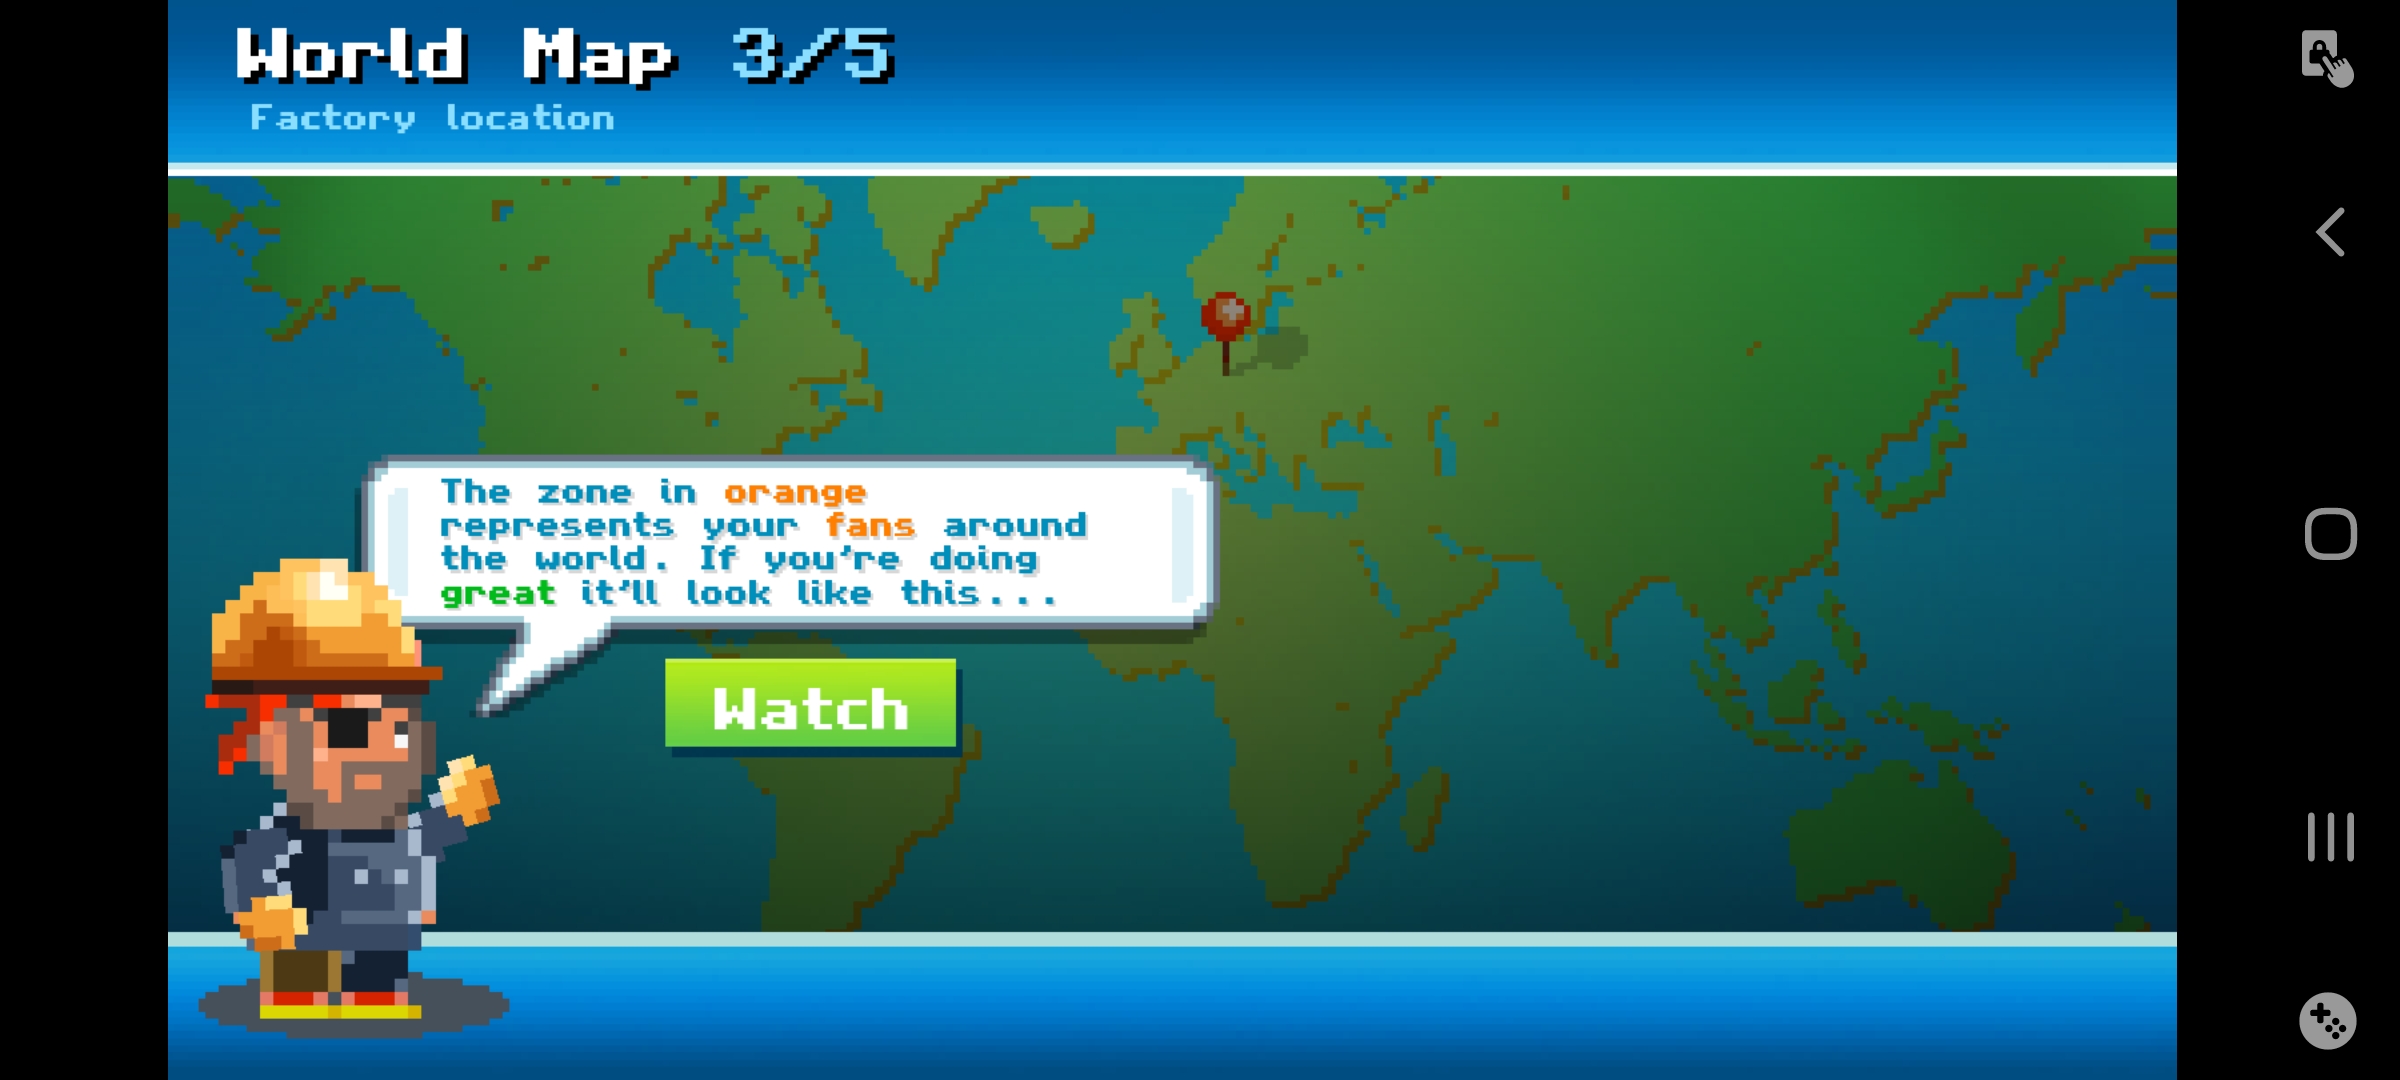 World Map 3/5
Factory location
The zone in orange
represents your fans around
the world. If you're doing
great it'll look like this...
Watch